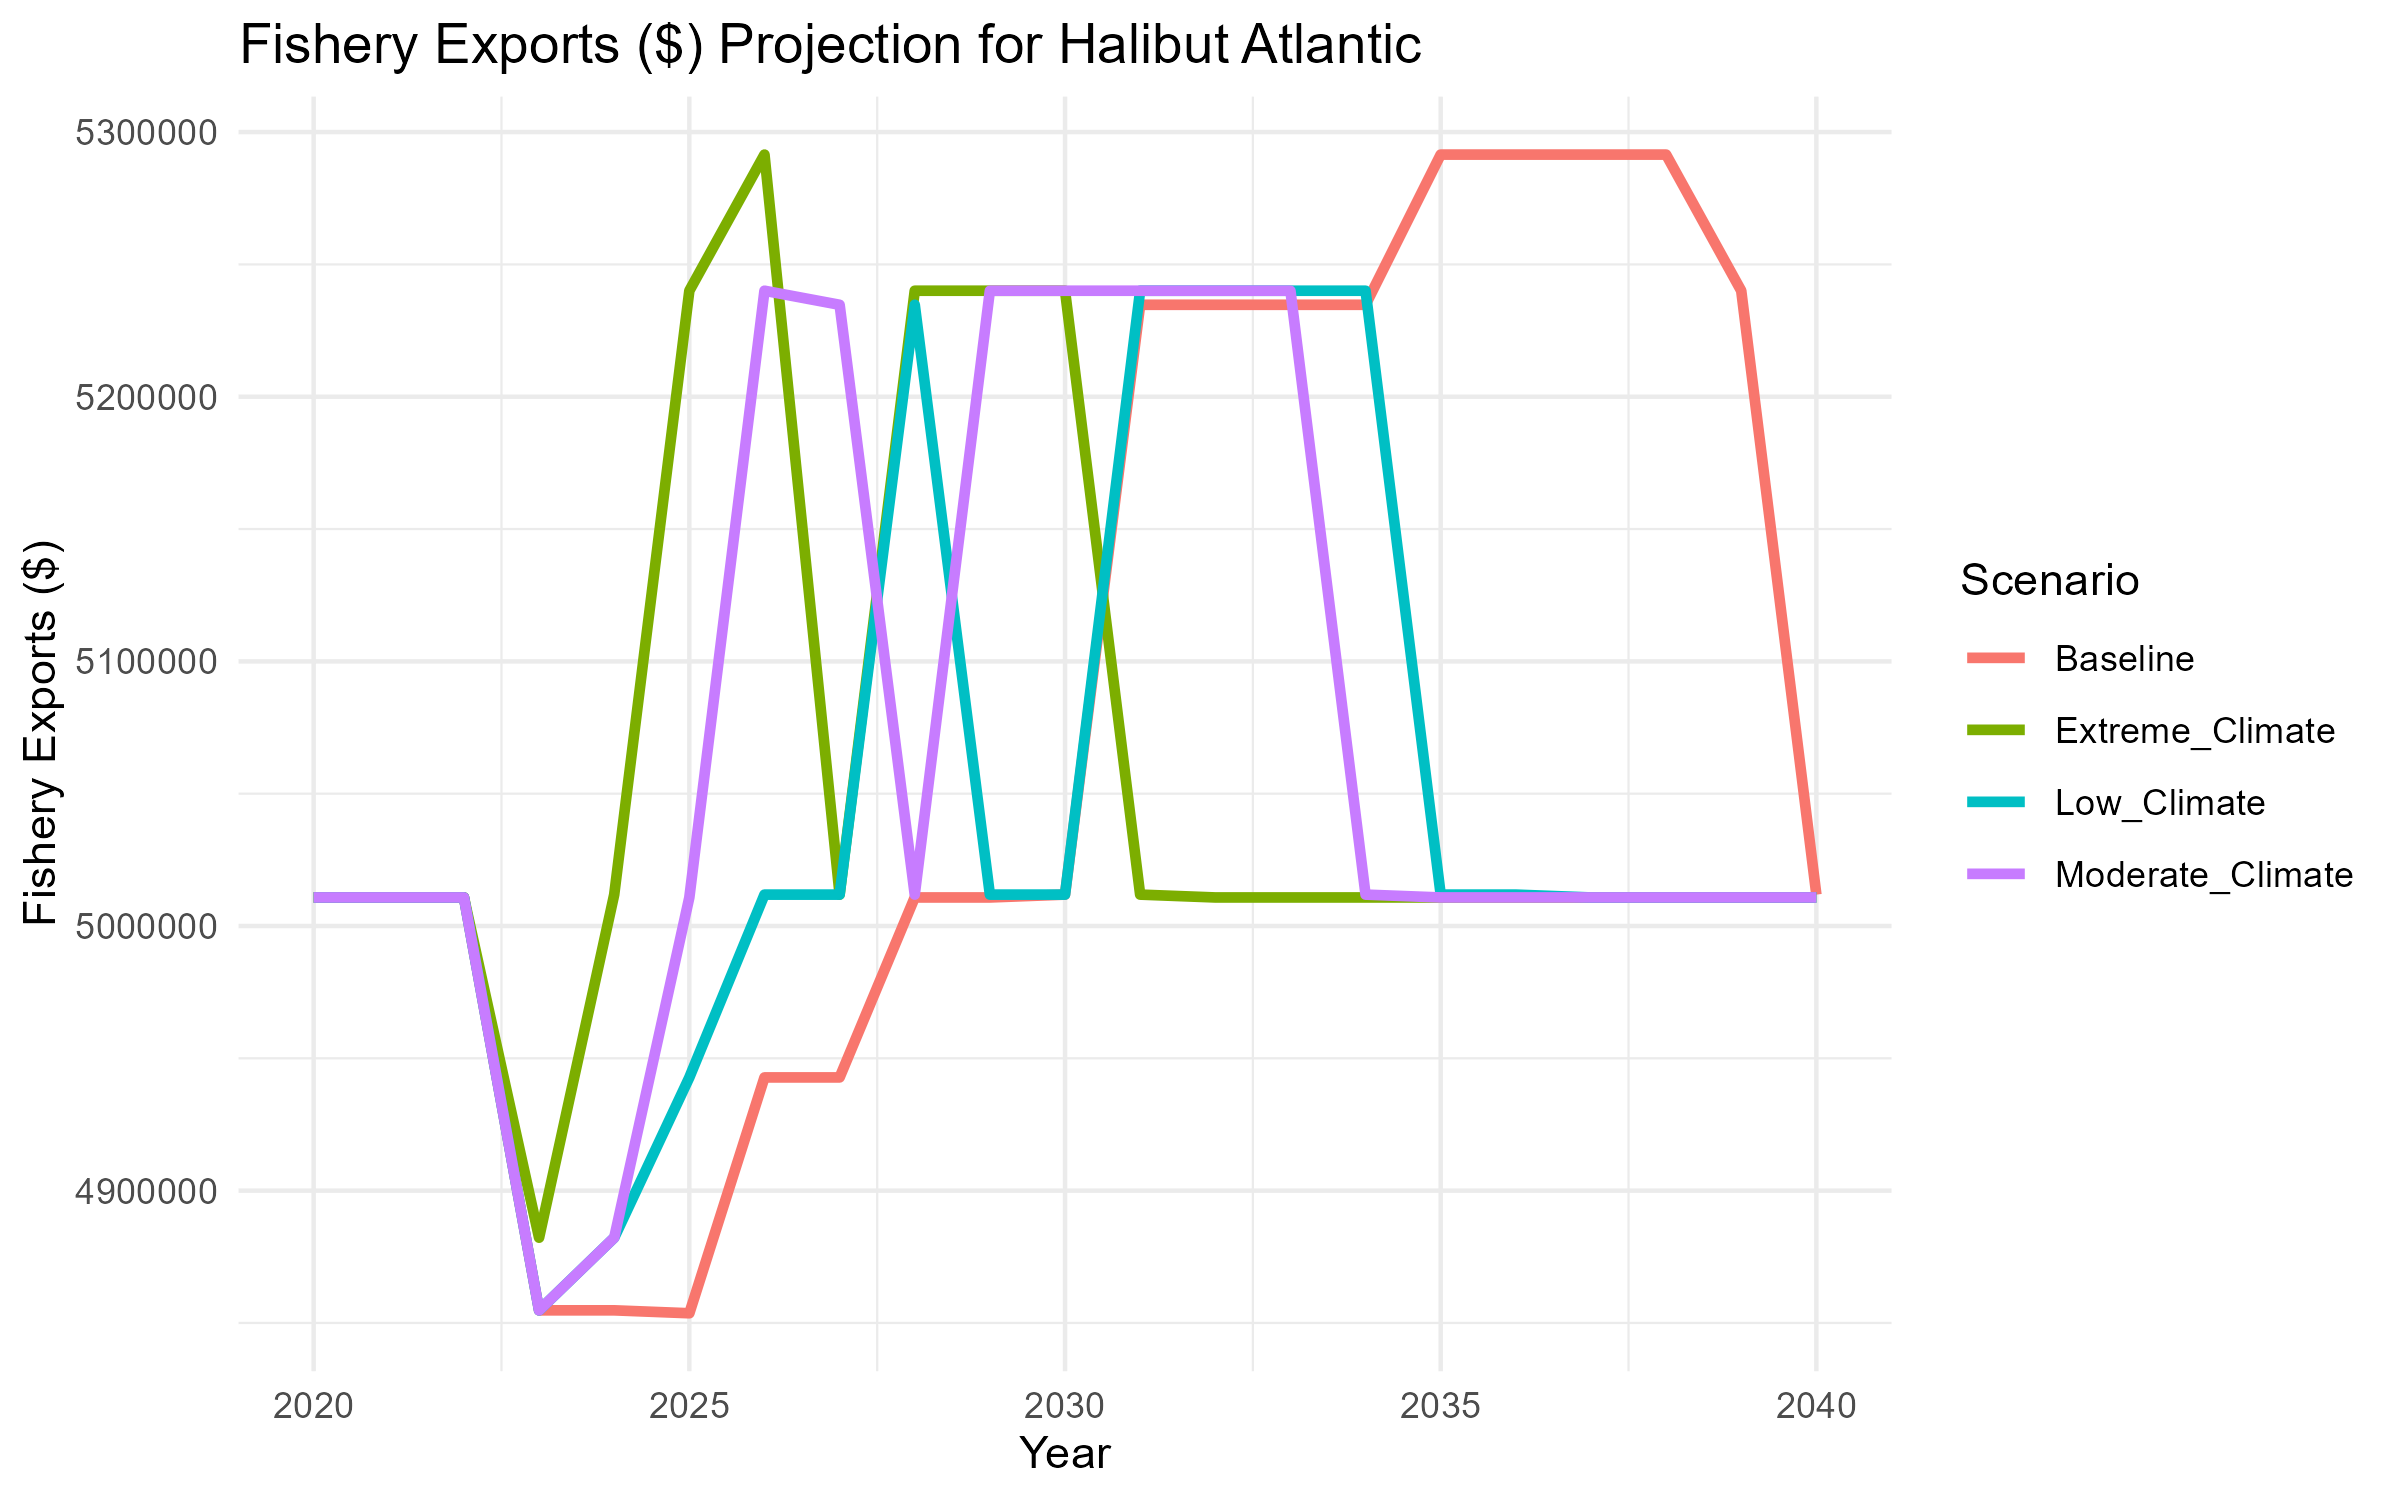 Fishery Exports ($) Projection for Halibut Atlantic
Fishery Exports ($)
5300000
5200000
5100000
5000000
4900000
2020 2025 2030 2035 2040
Year
Scenario
Baseline
Extreme_Climate
Low_Climate
Moderate_Climate